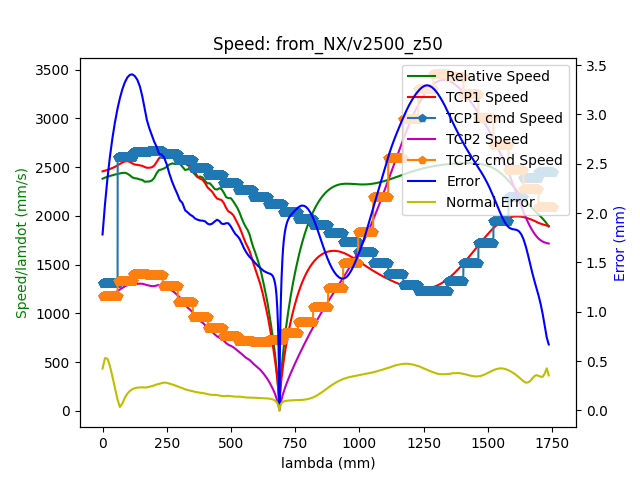 Speed: from_NX/v2500_z50
Speed/lamdot (mm/s)
3500
3000
2500
2000
1500
1000
500
0
Relative Speed
TCP1 Speed
TCP1 cmd Speed
TCP2 Speed
TCP2 cmd Speed
Error
Normal Error
3.5
3.0
2.5
2.0
1.5
1.0
0.5
0.0
Error (mm)
0 250 500 750 1000 1250 1500 1750
lambda (mm)